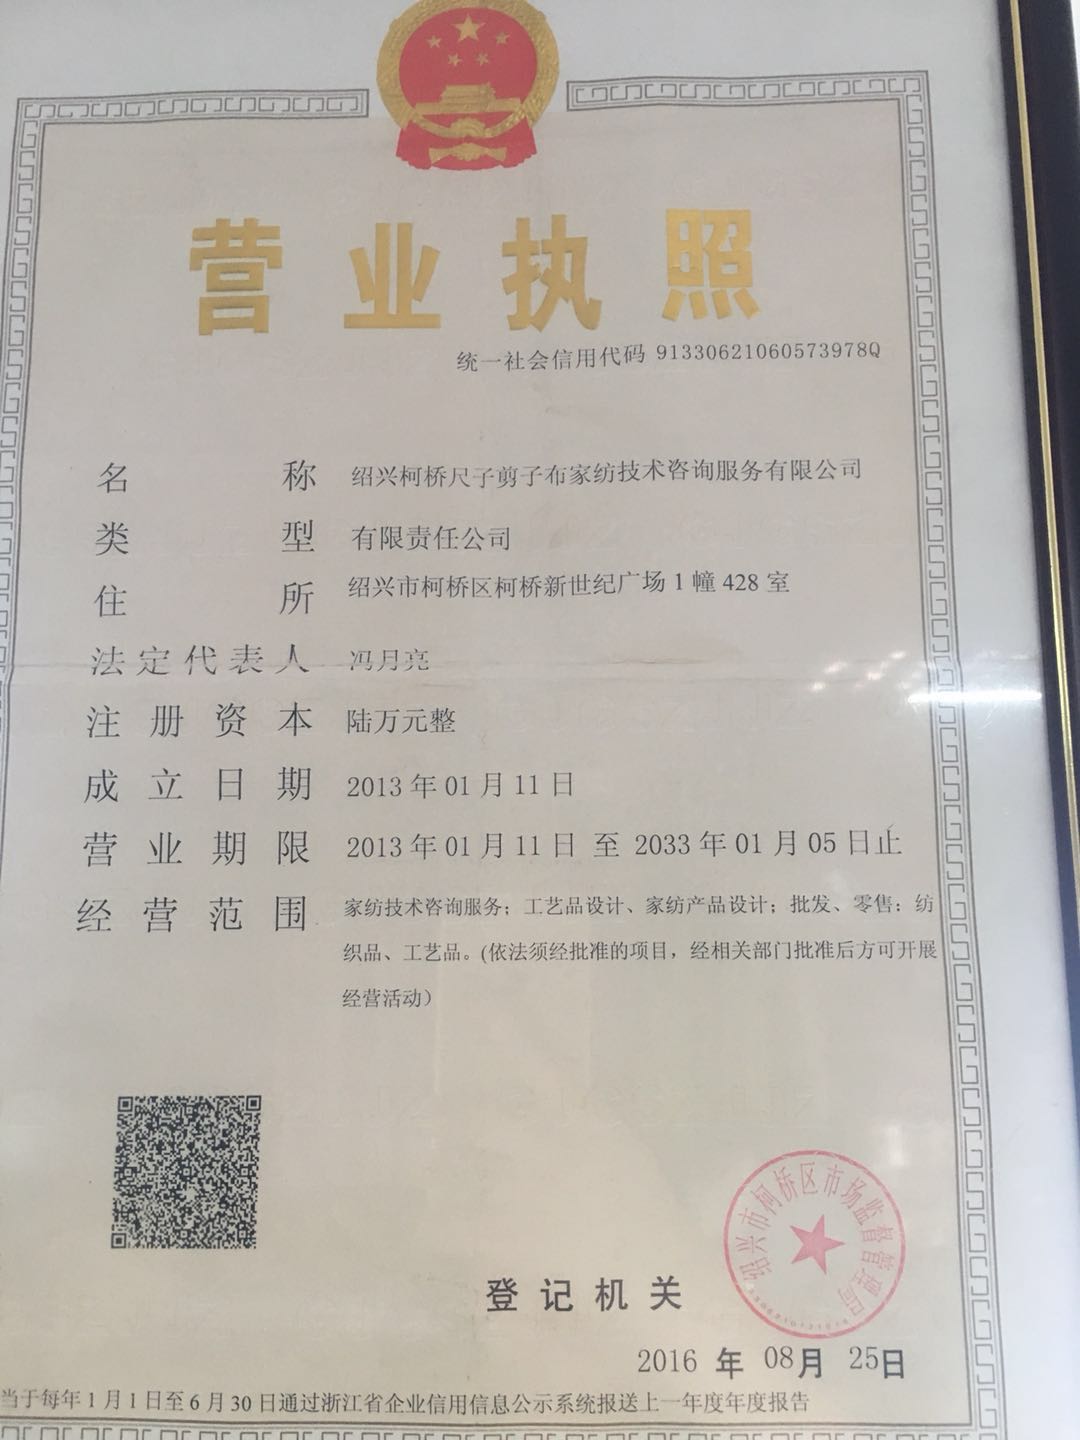 营业执照
统一社会信用代码 91330621060573978Q
名称 绍兴柯桥尺子剪子布家纺技术咨询服务有限公司
类型 有限责任公司
住所 绍兴市柯桥区柯桥新世纪广场1幢428室
法定代表人 冯月亮
注册资本 陆万元整
成立日期 2013年01月11日
营业期限 2013年01月11日 至 2033年01月05日止
经营范围 家纺技术咨询服务；工艺品设计、家纺产品设计；批发、零售：纺
织品、工艺品。(依法须经批准的项目，经相关部门批准后方可开展
经营活动）
绍兴市柯桥区市场监督管理局
登记机关
2016年08月25日
当于每年1月1日至6月30日通过浙江省企业信用信息公示系统报送上一年度年度报告